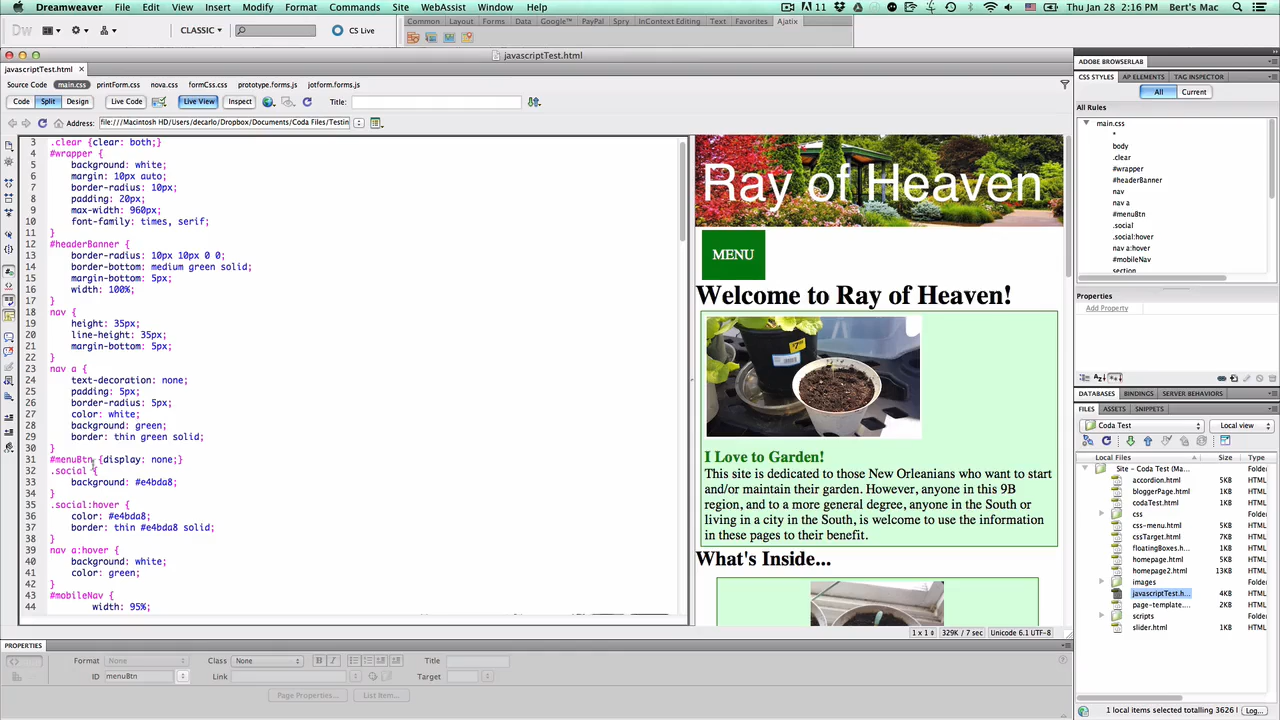 Dreamweaver File Edit View Insert Modify Format Commands Site WebAssist Window Help 11 Thu Jan 28 2:16 PM Bert's Mac
Dw CLASSIC CS Live
Common Layout Forms Data Google™ PayPal Spry InContext Editing Text Favorites Ajatix
javascriptTest.html
javascriptTest.html
Source Code main.css printForm.css nova.css formCss.css prototype.forms.js jotform.forms.js
Code Split Design Live Code Live View Inspect Title:
Address: file:///Macintosh HD/Users/decarlo/Dropbox/Documents/Coda Files/Testin
3 .clear {clear: both;}
4 #wrapper {
5 background: white;
6 margin: 10px auto;
7 border-radius: 10px;
8 padding: 20px;
9 max-width: 960px;
10 font-family: times, serif;
11 }
12 #headerBanner {
13 border-radius: 10px 10px 0 0;
14 border-bottom: medium green solid;
15 margin-bottom: 5px;
16 width: 100%;
17 }
18 nav {
19 height: 35px;
20 line-height: 35px;
21 margin-bottom: 5px;
22 }
23 nav a {
24 text-decoration: none;
25 padding: 5px;
26 border-radius: 5px;
27 color: white;
28 background: green;
29 border: thin green solid;
30 }
31 #menuBtn {display: none;}
32 .social {
33 background: #e4bda8;
34 }
35 .social:hover {
36 color: #e4bda8;
37 border: thin #e4bda8 solid;
38 }
39 nav a:hover {
40 background: white;
41 color: green;
42 }
43 #mobileNav {
44 width: 95%;
Ray of Heaven
MENU
Welcome to Ray of Heaven!
I Love to Garden!
This site is dedicated to those New Orleanians who want to start
and/or maintain their garden. However, anyone in this 9B
region, and to a more general degree, anyone in the South or
living in a city in the South, is welcome to use the information
in these pages to their benefit.
What's Inside...
1 x 1 329K / 7 sec Unicode 6.1 UTF-8
PROPERTIES
Format None Class None B I Title
ID menuBtn Link Target
Page Properties... List Item...
ADOBE BROWSERLAB
CSS STYLES AP ELEMENTS TAG INSPECTOR
All Current
All Rules
main.css
*
body
.clear
#wrapper
#headerBanner
nav
nav a
#menuBtn
.social
.social:hover
nav a:hover
#mobileNav
section
Properties
Add Property
DATABASES BINDINGS SERVER BEHAVIORS
FILES ASSETS SNIPPETS
Coda Test Local view
Local Files Size Type
Site - Coda Test (Ma... Folder
accordion.html 5KB HTML
bloggerPage.html 1KB HTML
codaTest.html 1KB HTML
css Folder
css-menu.html 5KB HTML
cssTarget.html 1KB HTML
floatingBoxes.h... 1KB HTML
homepage.html 5KB HTML
homepage2.html 13KB HTML
images Folder
javascriptTest.h... 4KB HTML
page-template.... 2KB HTML
scripts Folder
slider.html 1KB HTML
1 local items selected totalling 3626 Log...